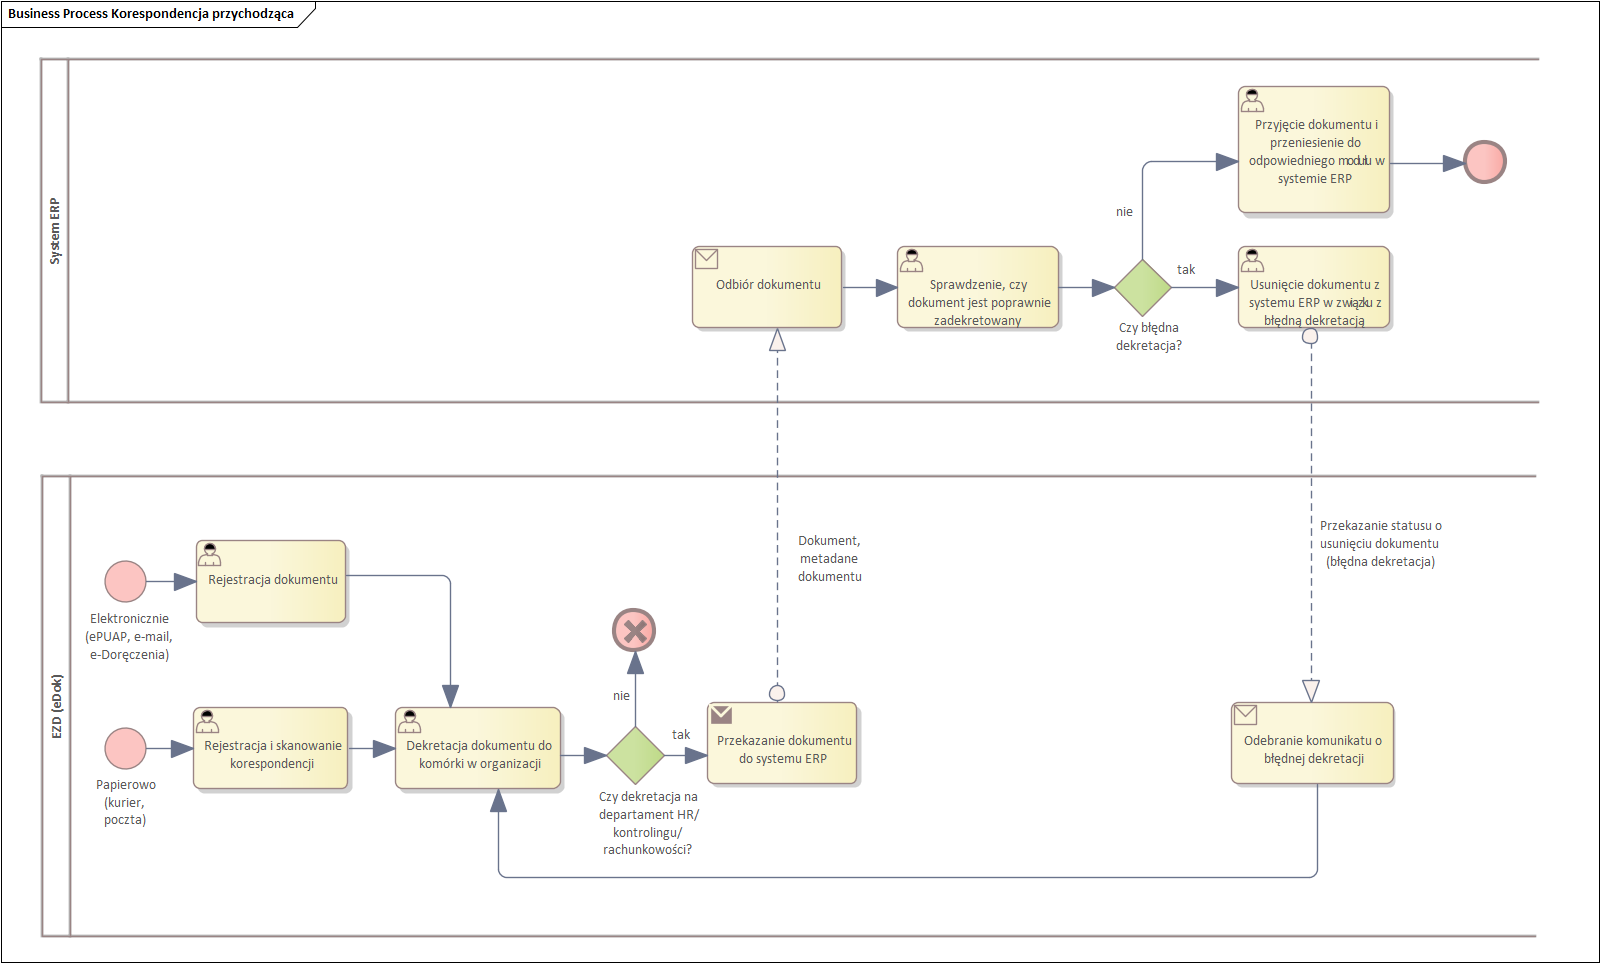 Business Process Korespondencja przychodząca
System ERP
Przyjęcie dokumentu i
przeniesienie do
odpowiedniego modułu w
systemie ERP
nie
Odbiór dokumentu
Sprawdzenie, czy
dokument jest poprawnie
zadekretowany
tak
Czy błędna
dekretacja?
Usunięcie dokumentu z
systemu ERP w związku z
błędną dekretacją
EZD (eDok)
Rejestracja dokumentu
Elektronicznie
(ePUAP, e-mail,
e-Doręczenia)
Dokument,
metadane
dokumentu
Przekazanie statusu o
usunięciu dokumentu
(błędna dekretacja)
Rejestracja i skanowanie
korespondencji
Papierowo
(kurier,
poczta)
Dekretacja dokumentu do
komórki w organizacji
nie
tak
Czy dekretacja na
departament HR/
kontrolingu/
rachunkowości?
Przekazanie dokumentu
do systemu ERP
Odebranie komunikatu o
błędnej dekretacji